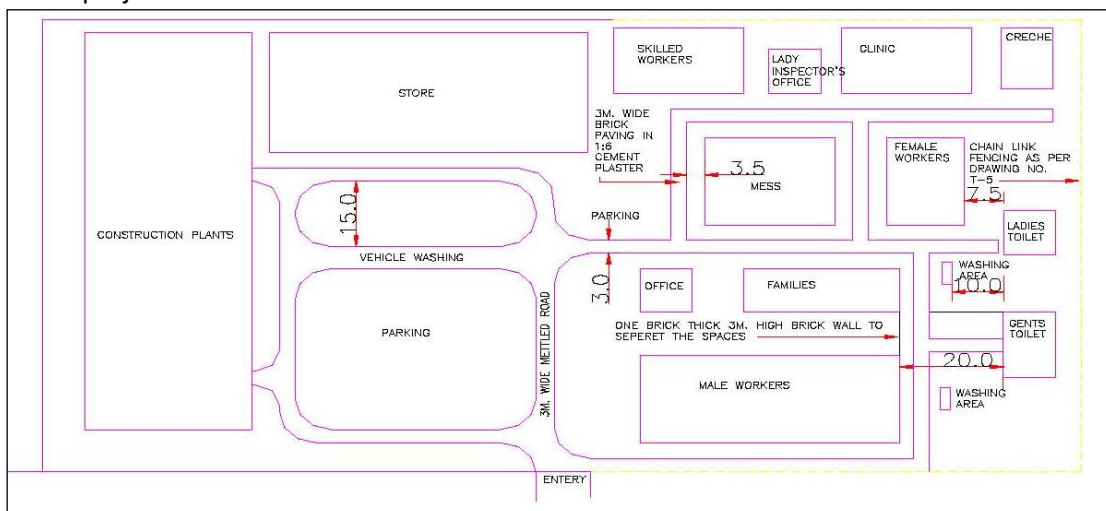 SKILLED
WORKERS
LADY
INSPECTOR'S
OFFICE
CLINIC
CRECHE
STORE
3M. WIDE
BRICK
PAVING IN
1:6
CEMENT
PLASTER
3.5
MESS
FEMALE
WORKERS
CHAIN LINK
FENCING AS PER
DRAWING NO.
T-5
7.5
15.0
PARKING
LADIES
TOILET
CONSTRUCTION PLANTS
VEHICLE WASHING
3.0
OFFICE
FAMILIES
WASHING
AREA
10.0
PARKING
3M. WIDE METTLED ROAD
ONE BRICK THICK 3M. HIGH BRICK WALL TO
SEPERET THE SPACES
GENTS
TOILET
20.0
MALE WORKERS
WASHING
AREA
ENTERY